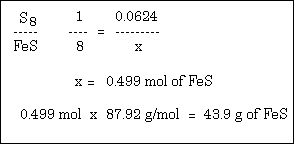 S8 1 0.0624
----- ---- = ---------
FeS 8 x
x = 0.499 mol of FeS
0.499 mol x 87.92 g/mol = 43.9 g of FeS